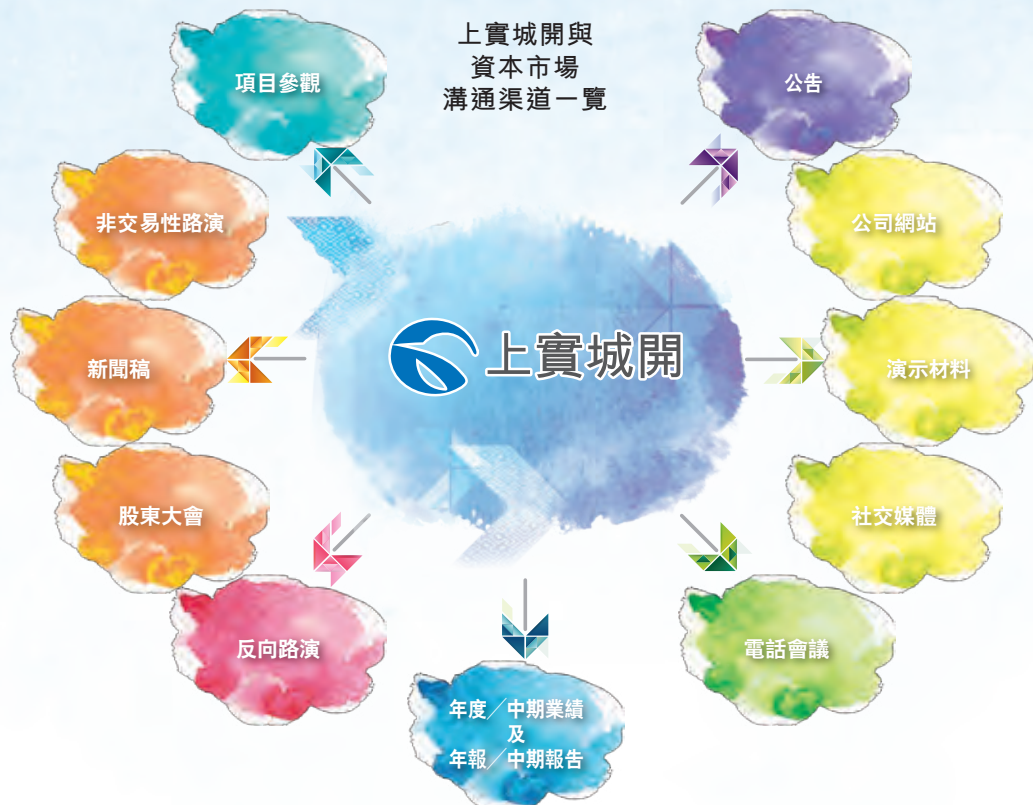 上實城開與
資本市場
溝通渠道一覽
項目參觀
公告
非交易性路演
公司網站
上實城開
新聞稿
演示材料
股東大會
社交媒體
反向路演
電話會議
年度／中期業績
及
年報／中期報告